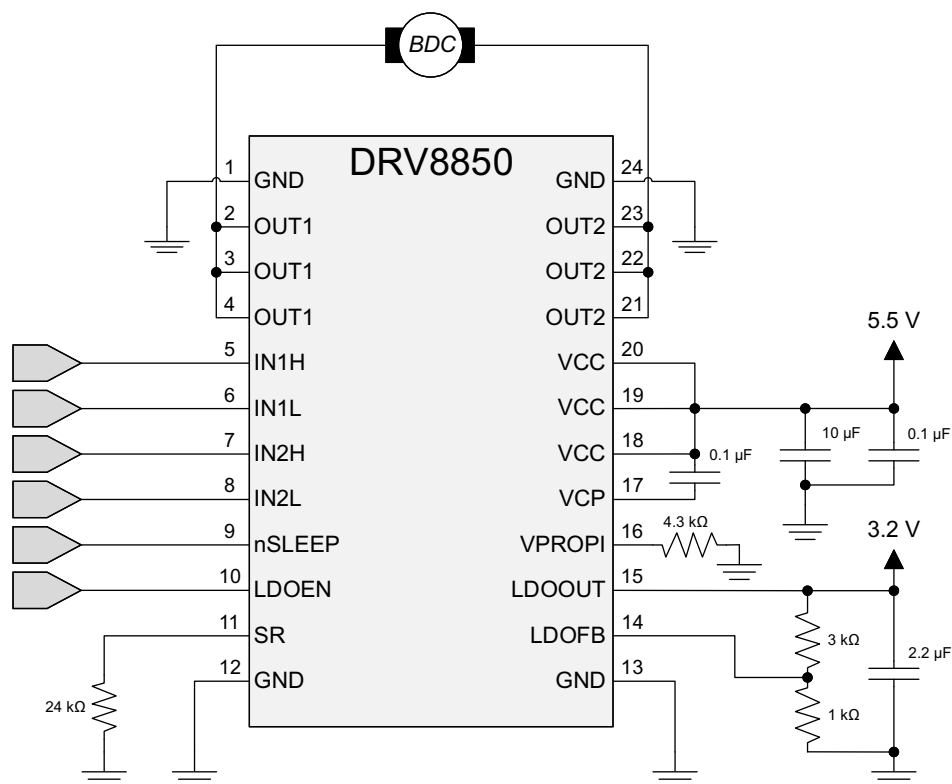 BDC
DRV8850
1 GND GND 24
2 OUT1 OUT2 23
3 OUT1 OUT2 22
4 OUT1 OUT2 21
5.5 V
5 IN1H VCC 20
6 IN1L VCC 19
10 µF 0.1 µF
7 IN2H VCC 18
0.1 µF
8 IN2L VCP 17
4.3 kΩ
9 nSLEEP VPROPI 16
3.2 V
10 LDOEN LDOOUT 15
11 SR LDOFB 14
3 kΩ
2.2 µF
12 GND GND 13
24 kΩ
1 kΩ